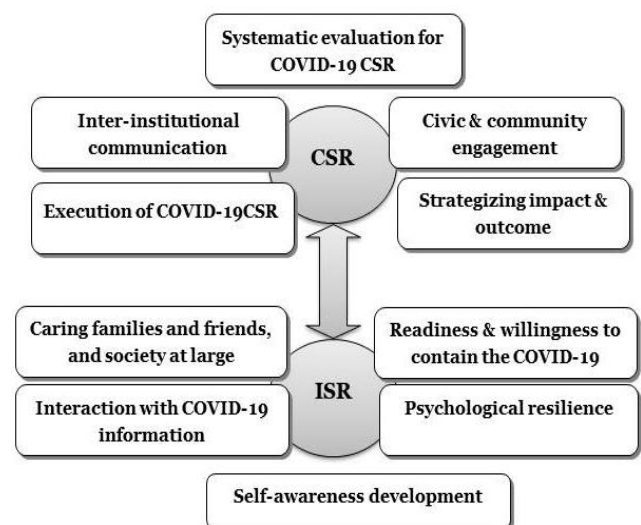 Systematic evaluation for
COVID-19 CSR
Inter-institutional
communication
Civic & community
engagement
CSR
Execution of COVID-19CSR
Strategizing impact &
outcome
Caring families and friends,
and society at large
Readiness & willingness to
contain the COVID-19
ISR
Interaction with COVID-19
information
Psychological resilience
Self-awareness development